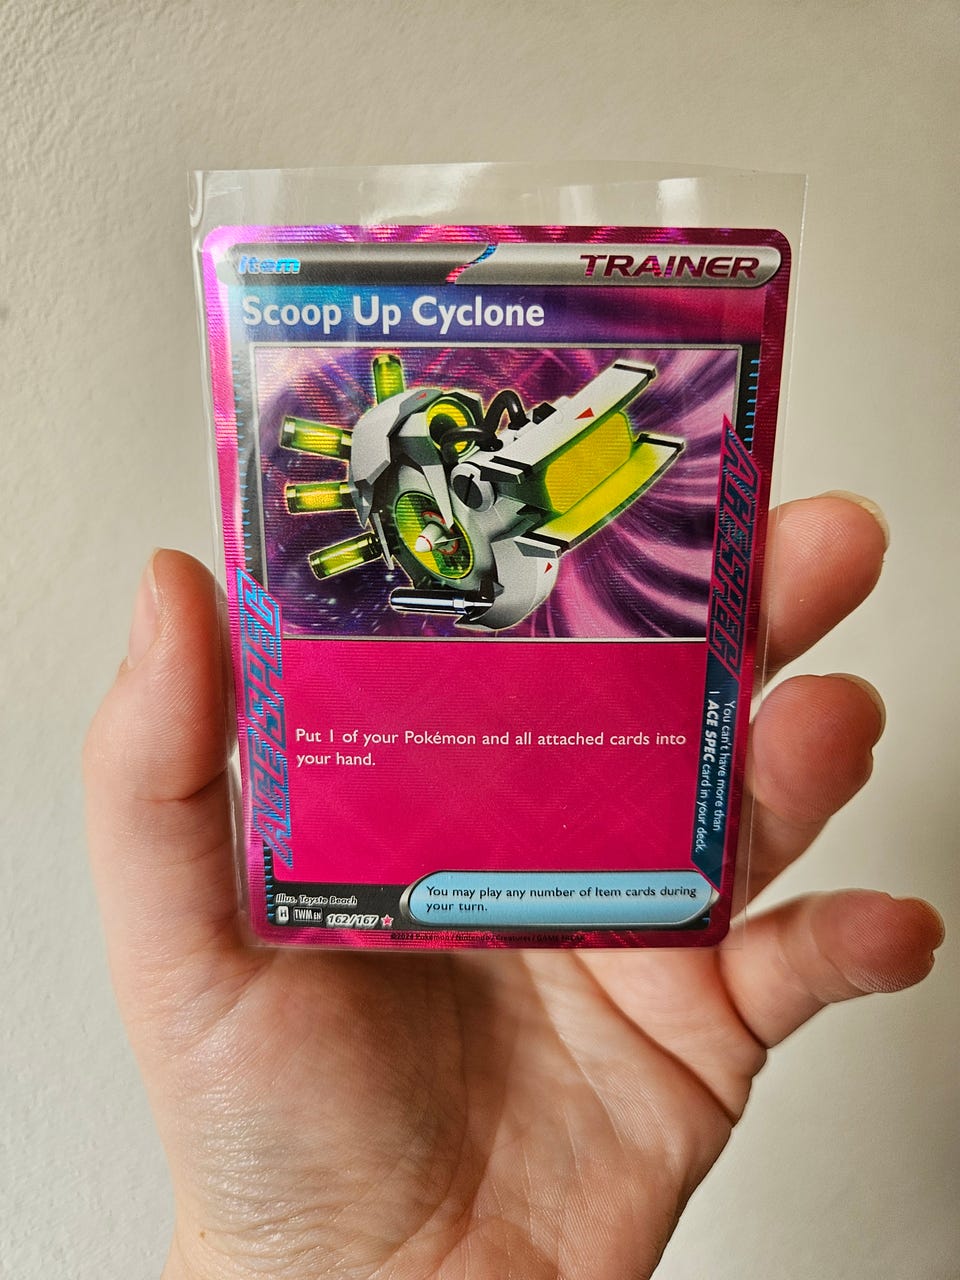 Item
TRAINER
Scoop Up Cyclone
ACE SPEC
ACE SPEC
Put 1 of your Pokémon and all attached cards into
your hand.
You can't have more than
1 ACE SPEC card in your deck.
You may play any number of Item cards during
your turn.
Illus. Toyste Beach
H TWM EN 162/167